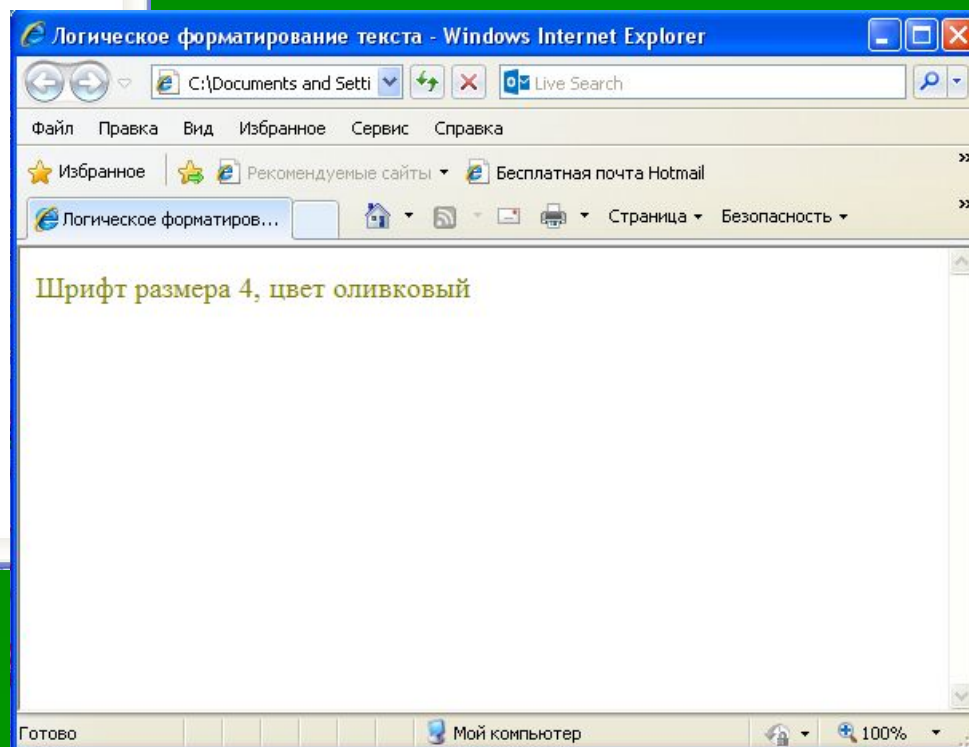 Логическое форматирование текста - Windows Internet Explorer
C:\Documents and Setti Live Search
Файл Правка Вид Избранное Сервис Справка
Избранное Рекомендуемые сайты Бесплатная почта Hotmail
Логическое форматиров... Страница Безопасность
Шрифт размера 4, цвет оливковый
Готово Мой компьютер 100%